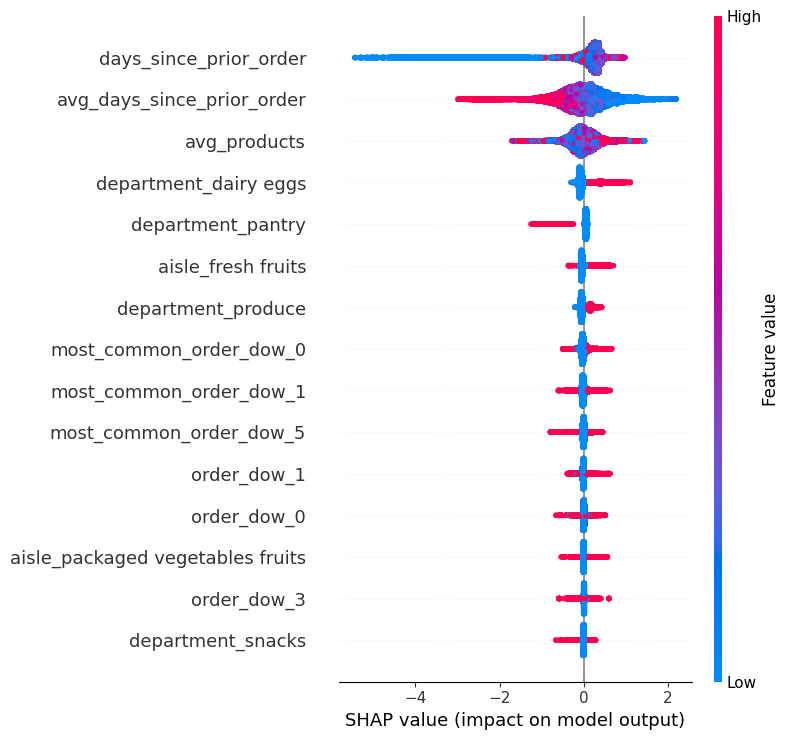 High
days_since_prior_order
avg_days_since_prior_order
avg_products
department_dairy eggs
department_pantry
aisle_fresh fruits
department_produce
most_common_order_dow_0
most_common_order_dow_1
most_common_order_dow_5
order_dow_1
order_dow_0
aisle_packaged vegetables fruits
order_dow_3
department_snacks
Feature value
Low
−4 −2 0 2
SHAP value (impact on model output)